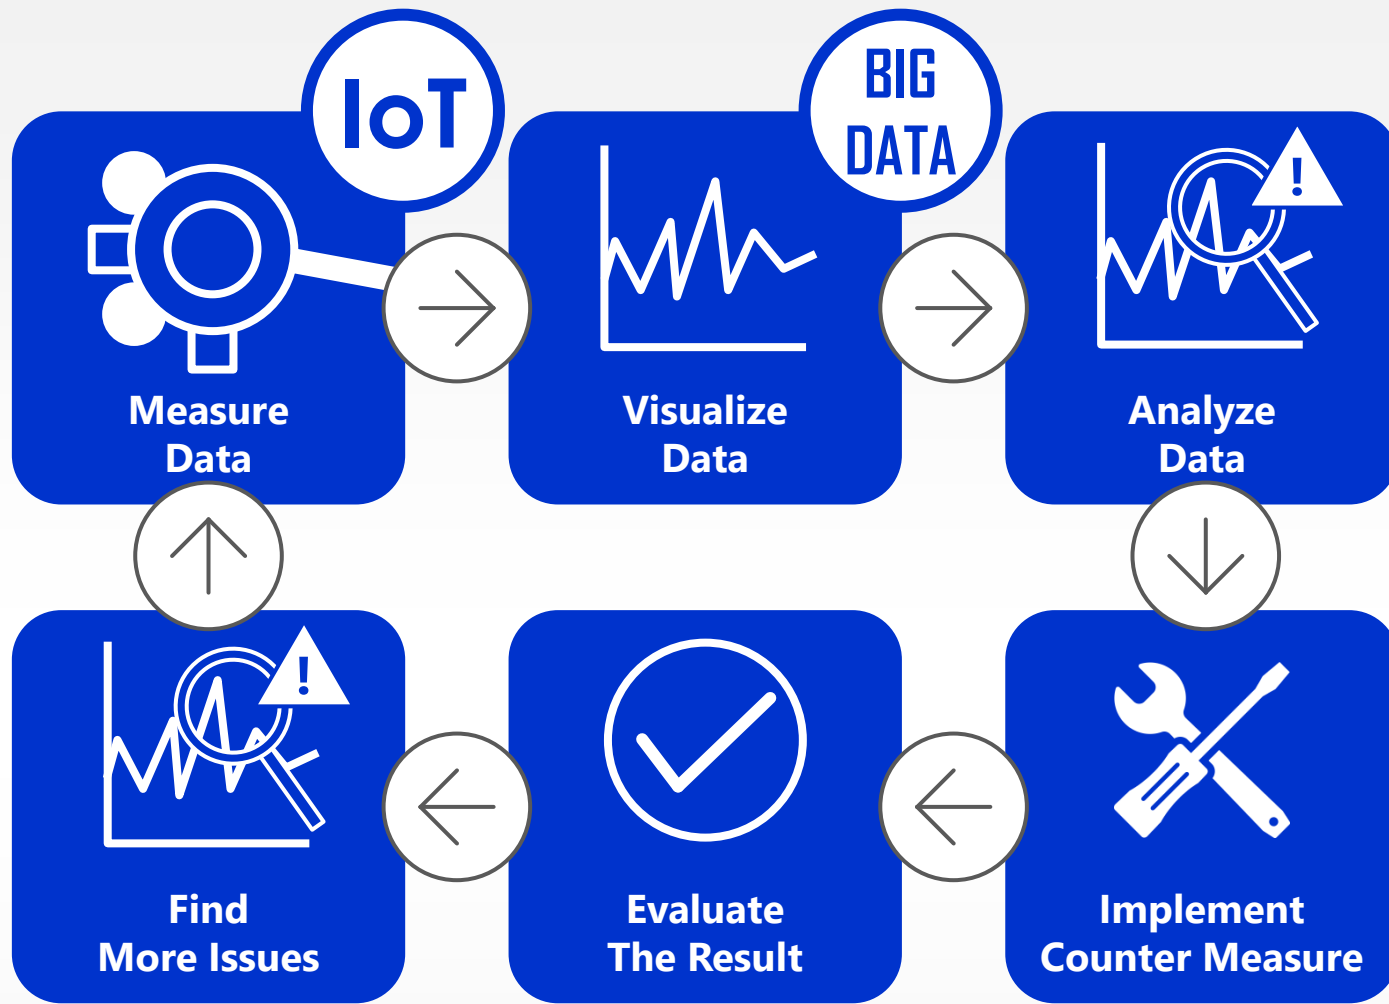 IoT
BIG
DATA
Measure
Data
Visualize
Data
!
Analyze
Data
!
Find
More Issues
Evaluate
The Result
Implement
Counter Measure